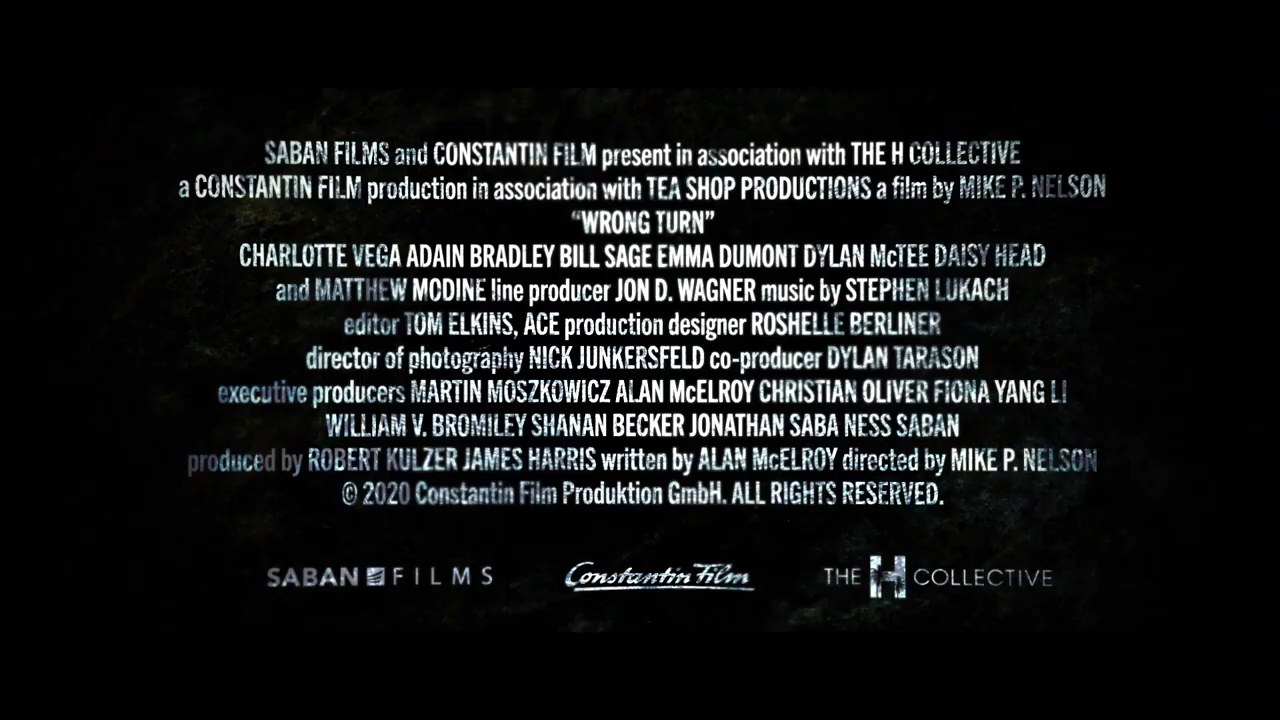 SABAN FILMS and CONSTANTIN FILM present in association with THE H COLLECTIVE
a CONSTANTIN FILM production in association with TEA SHOP PRODUCTIONS a film by MIKE P. NELSON
“WRONG TURN”
CHARLOTTE VEGA ADAIN BRADLEY BILL SAGE EMMA DUMONT DYLAN McTEE DAISY HEAD
and MATTHEW MODINE line producer JON D. WAGNER music by STEPHEN LUKACH
editor TOM ELKINS, ACE production designer ROSHELLE BERLINER
director of photography NICK JUNKERSFELD co-producer DYLAN TARASON
executive producers MARTIN MOSZKOWICZ ALAN McELROY CHRISTIAN OLIVER FIONA YANG LI
WILLIAM V. BROMILEY SHANAN BECKER JONATHAN SABA NESS SABAN
produced by ROBERT KULZER JAMES HARRIS written by ALAN McELROY directed by MIKE P. NELSON
© 2020 Constantin Film Produktion GmbH. ALL RIGHTS RESERVED.
SABAN FILMS Constantin Film THE H COLLECTIVE